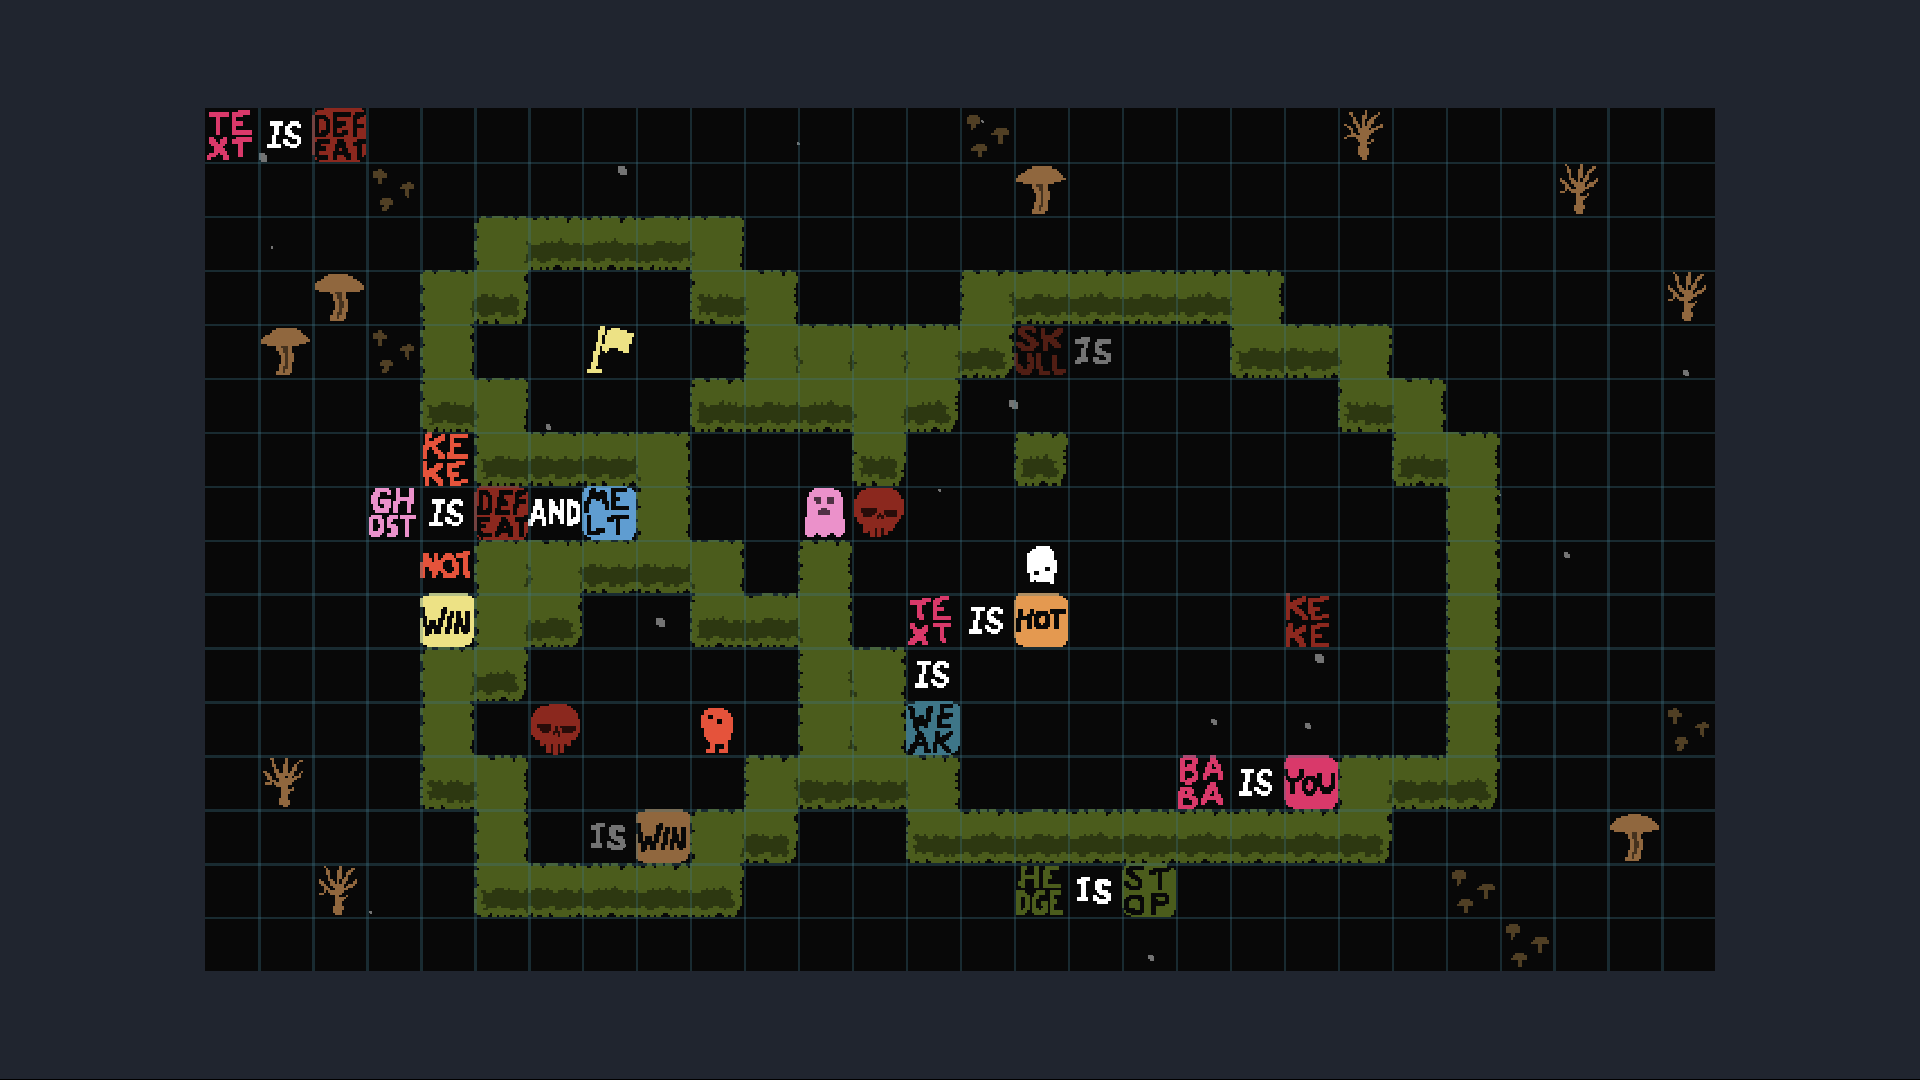 TEXT IS DEFEAT
SKULL IS
KEKE
GHOST IS DEFEAT AND MELT
NOT
WIN
TEXT IS HOT
KEKE
IS
WEAK
BABA IS YOU
IS WIN
HEDGE IS STOP